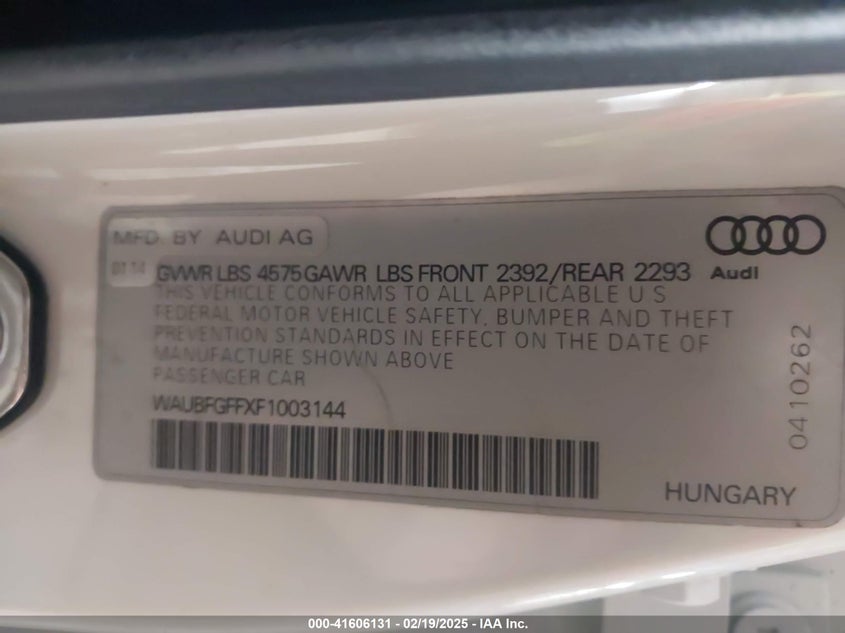 MFD. BY AUDI AG
01 14 GVWR LBS 4575 GAWR LBS FRONT 2392/REAR 2293
Audi
THIS VEHICLE CONFORMS TO ALL APPLICABLE U S
FEDERAL MOTOR VEHICLE SAFETY, BUMPER AND THEFT
PREVENTION STANDARDS IN EFFECT ON THE DATE OF
MANUFACTURE SHOWN ABOVE
PASSENGER CAR
WAUBFGFFXF1003144
0410262
HUNGARY
000-41606131 - 02/19/2025 - IAA Inc.